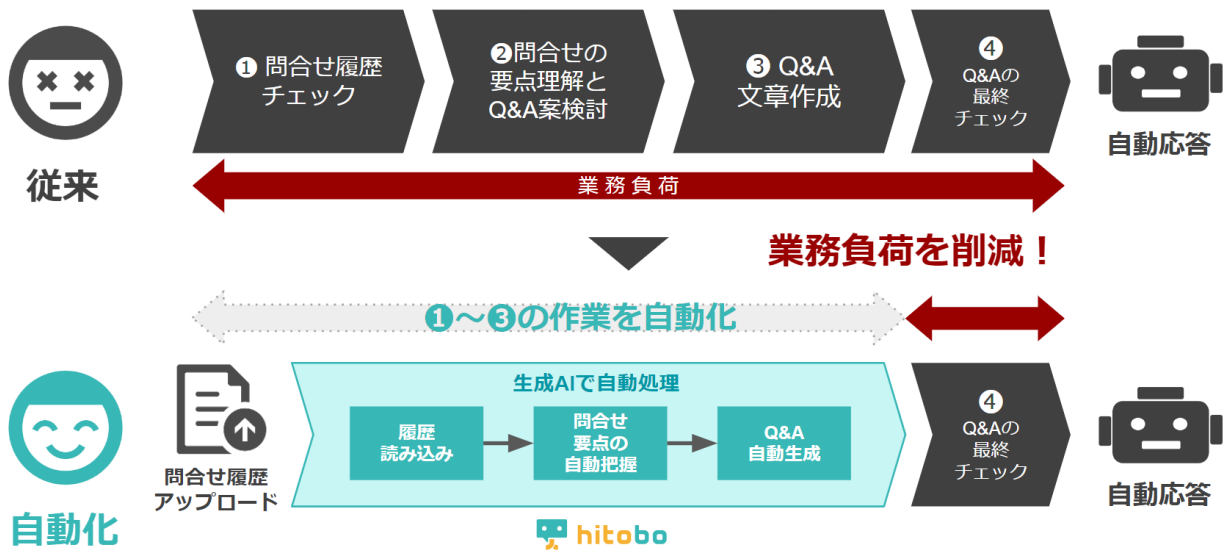 ❶ 問合せ履歴
チェック
❷問合せの
要点理解と
Q&A案検討
❸ Q&A
文章作成
❹
Q&Aの
最終
チェック
自動応答
従来
業務負荷
業務負荷を削減！
❶～❸の作業を自動化
生成AIで自動処理
履歴
読み込み
問合せ
要点の
自動把握
Q&A
自動生成
❹
Q&Aの
最終
チェック
自動応答
問合せ履歴
アップロード
自動化
hitobo